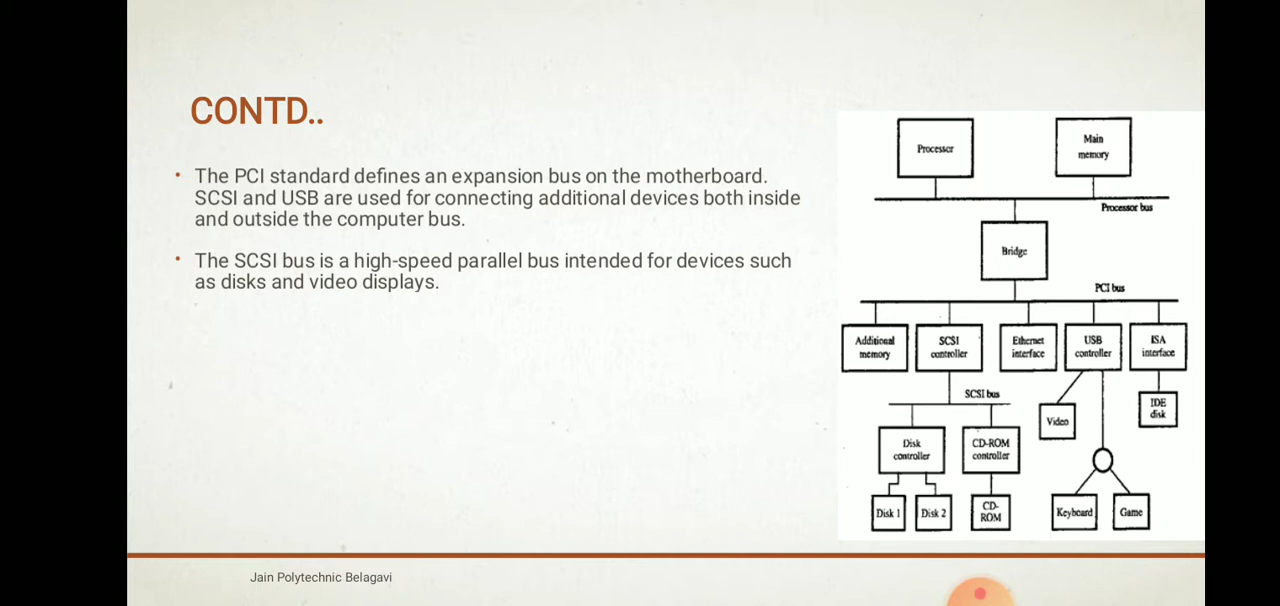 CONTD..
• The PCI standard defines an expansion bus on the motherboard.
SCSI and USB are used for connecting additional devices both inside
and outside the computer bus.
• The SCSI bus is a high-speed parallel bus intended for devices such
as disks and video displays.
Processor
Main
memory
Processor bus
Bridge
PCI bus
Additional
memory
SCSI
controller
Ethernet
interface
USB
controller
ISA
interface
SCSI bus
Video
IDE
disk
Disk
controller
CD-ROM
controller
Disk 1
Disk 2
CD-
ROM
Keyboard
Game
Jain Polytechnic Belagavi